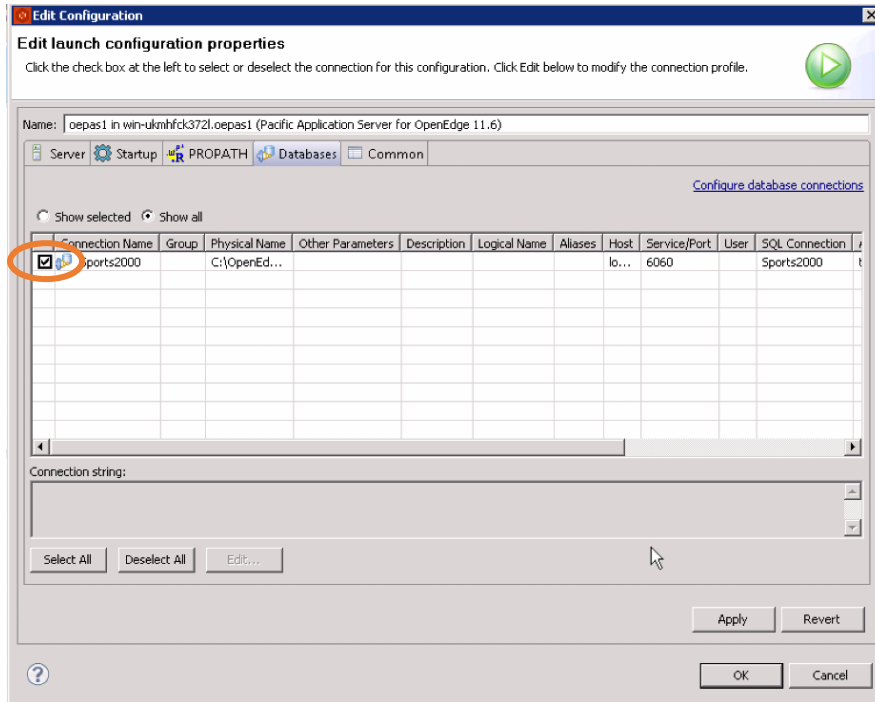 Edit Configuration
Edit launch configuration properties
Click the check box at the left to select or deselect the connection for this configuration. Click Edit below to modify the connection profile.
Name: oepas1 in win-ukmhfck372l.oepas1 (Pacific Application Server for OpenEdge 11.6)
Server Startup PROPATH Databases Common
Configure database connections
Show selected Show all
Connection Name Group Physical Name Other Parameters Description Logical Name Aliases Host Service/Port User SQL Connection
Sports2000 C:\OpenEd... lo... 6060 Sports2000
Connection string:
Select All Deselect All Edit...
Apply Revert
? OK Cancel